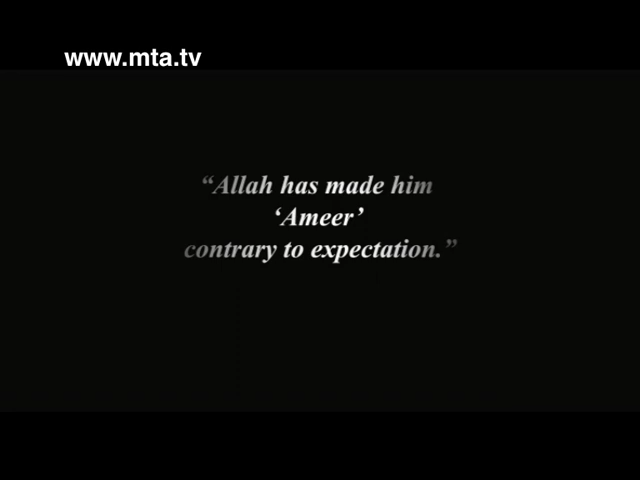 www.mta.tv
“Allah has made him
‘Ameer’
contrary to expectation.”